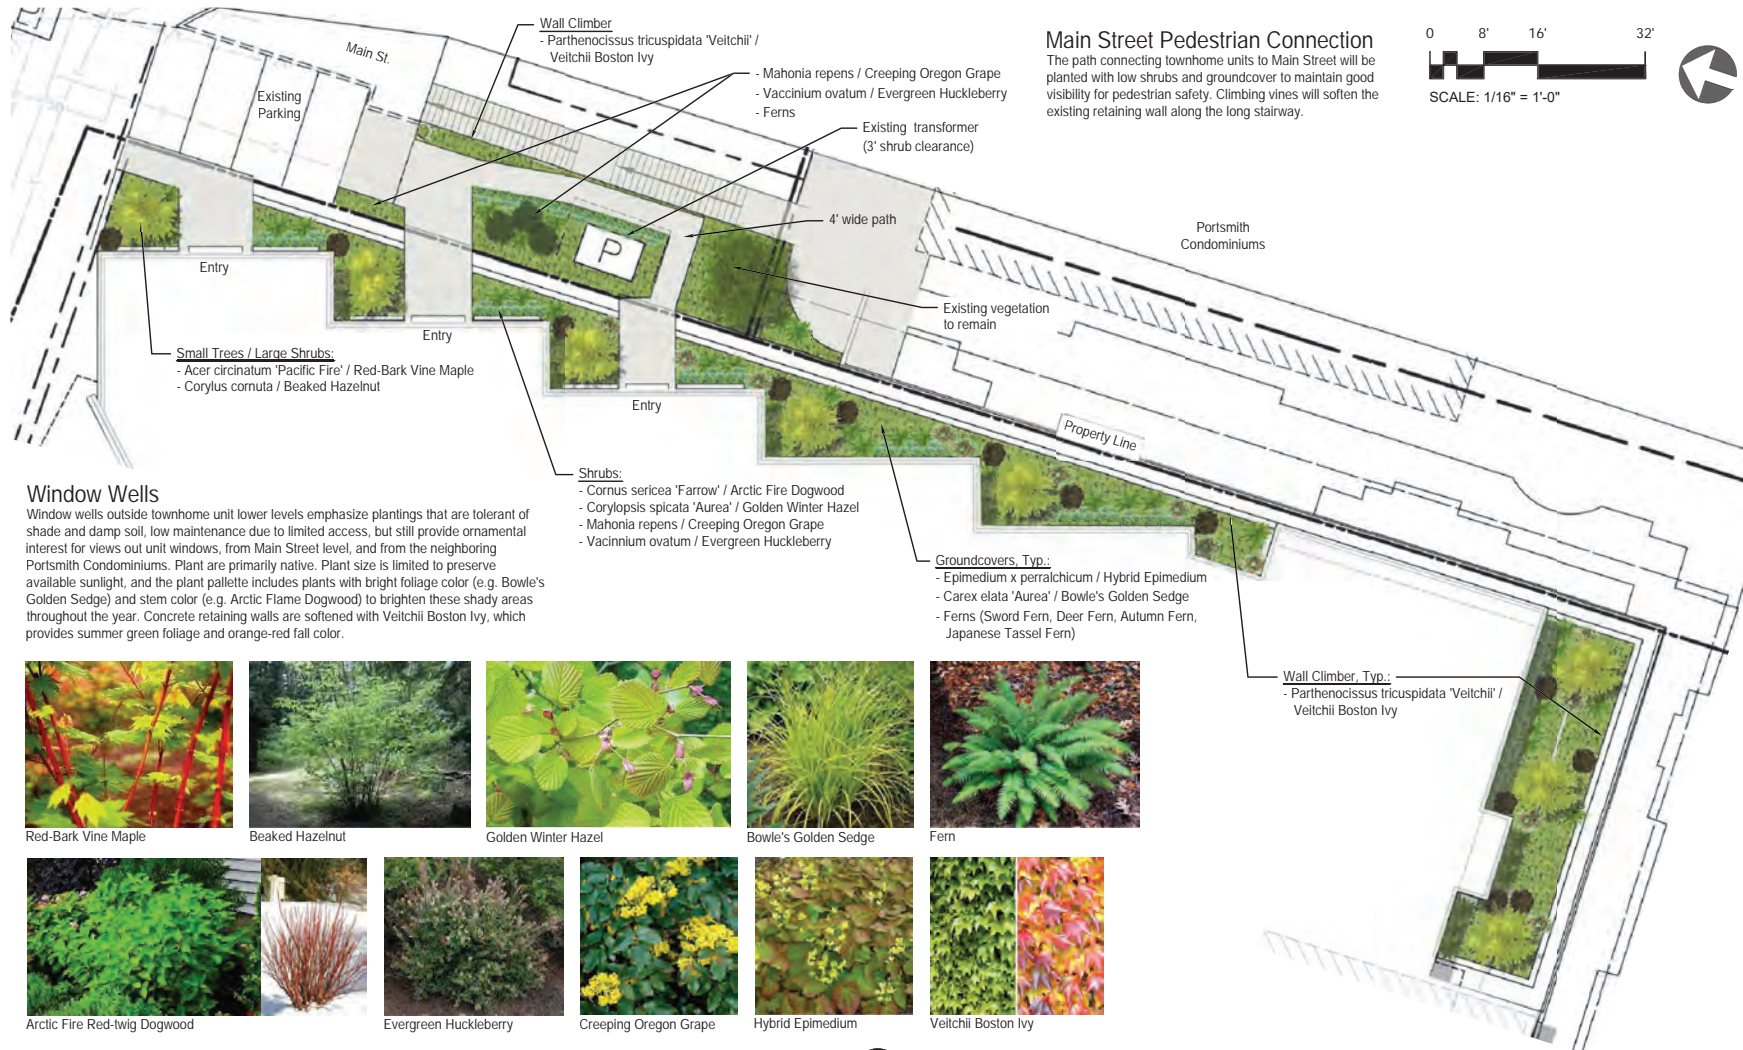 Main Street Pedestrian Connection
The path connecting townhome units to Main Street will be
planted with low shrubs and groundcover to maintain good
visibility for pedestrian safety. Climbing vines will soften the
existing retaining wall along the long stairway.
0 8' 16' 32'
SCALE: 1/16" = 1'-0"
Main St.
Existing
Parking
Wall Climber
- Parthenocissus tricuspidata 'Veitchii' /
Veitchii Boston Ivy
- Mahonia repens / Creeping Oregon Grape
- Vaccinium ovatum / Evergreen Huckleberry
- Ferns
Existing transformer
(3' shrub clearance)
4' wide path
P
Portsmith
Condominiums
Existing vegetation
to remain
Entry
Entry
Entry
Property Line
Small Trees / Large Shrubs:
- Acer circinatum 'Pacific Fire' / Red-Bark Vine Maple
- Corylus cornuta / Beaked Hazelnut
Shrubs:
- Cornus sericea 'Farrow' / Arctic Fire Dogwood
- Corylopsis spicata 'Aurea' / Golden Winter Hazel
- Mahonia repens / Creeping Oregon Grape
- Vacinnium ovatum / Evergreen Huckleberry
Groundcovers, Typ.:
- Epimedium x perralchicum / Hybrid Epimedium
- Carex elata 'Aurea' / Bowle's Golden Sedge
- Ferns (Sword Fern, Deer Fern, Autumn Fern,
Japanese Tassel Fern)
Wall Climber, Typ.:
- Parthenocissus tricuspidata 'Veitchii' /
Veitchii Boston Ivy
Window Wells
Window wells outside townhome unit lower levels emphasize plantings that are tolerant of
shade and damp soil, low maintenance due to limited access, but still provide ornamental
interest for views out unit windows, from Main Street level, and from the neighboring
Portsmith Condominiums. Plant are primarily native. Plant size is limited to preserve
available sunlight, and the plant pallette includes plants with bright foliage color (e.g. Bowle's
Golden Sedge) and stem color (e.g. Arctic Flame Dogwood) to brighten these shady areas
throughout the year. Concrete retaining walls are softened with Veitchii Boston Ivy, which
provides summer green foliage and orange-red fall color.
Red-Bark Vine Maple
Beaked Hazelnut
Golden Winter Hazel
Bowle's Golden Sedge
Fern
Arctic Fire Red-twig Dogwood
Evergreen Huckleberry
Creeping Oregon Grape
Hybrid Epimedium
Veitchii Boston Ivy